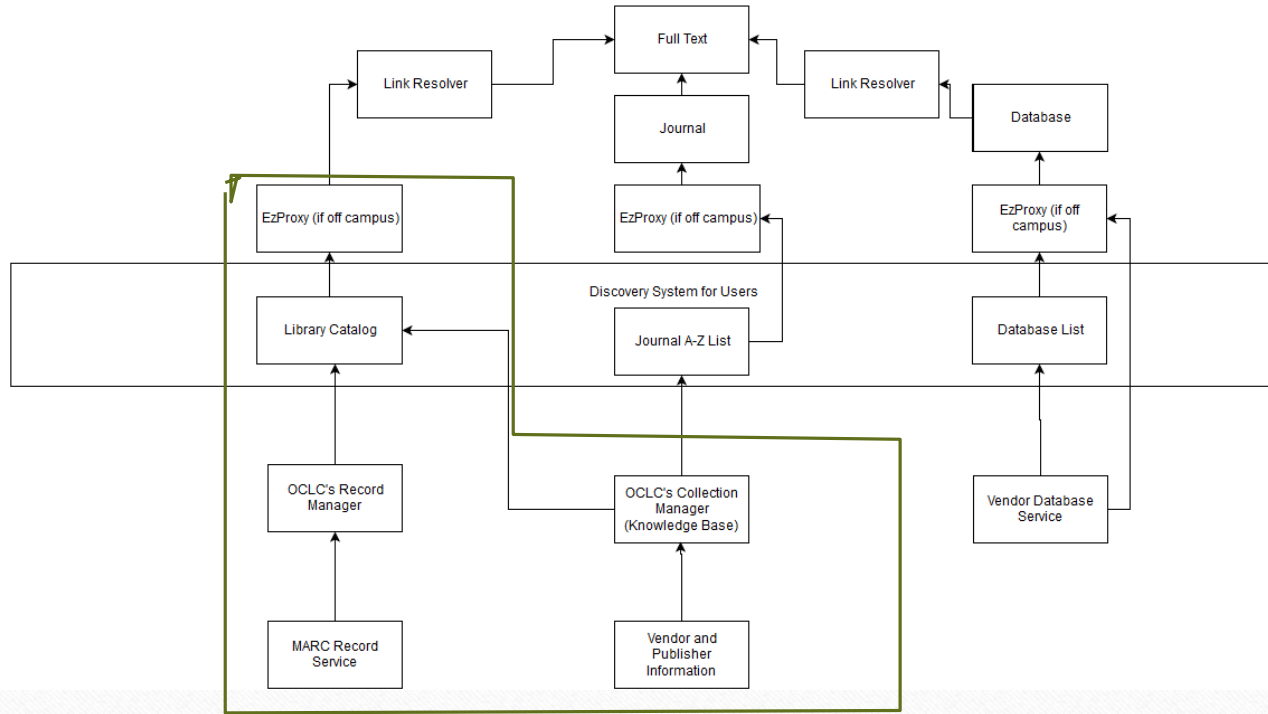 Full Text
Link Resolver
Link Resolver
Database
Journal
EzProxy (if off campus)
EzProxy (if off campus)
EzProxy (if off
campus)
Discovery System for Users
Library Catalog
Journal A-Z List
Database List
OCLC's Record
Manager
OCLC's Collection
Manager
(Knowledge Base)
Vendor Database
Service
MARC Record
Service
Vendor and
Publisher
Information